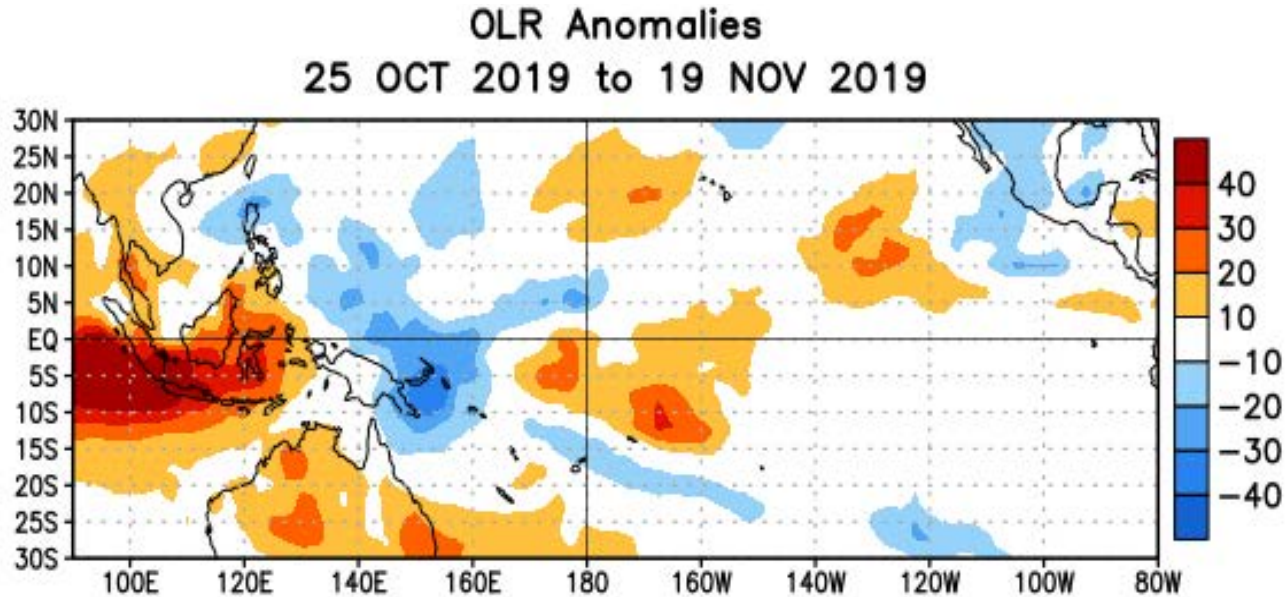 OLR Anomalies
25 OCT 2019 to 19 NOV 2019
30N
25N
20N
15N
10N
5N
EQ
5S
10S
15S
20S
25S
30S
100E 120E 140E 160E 180 160W 140W 120W 100W 80W
40
30
20
10
-10
-20
-30
-40